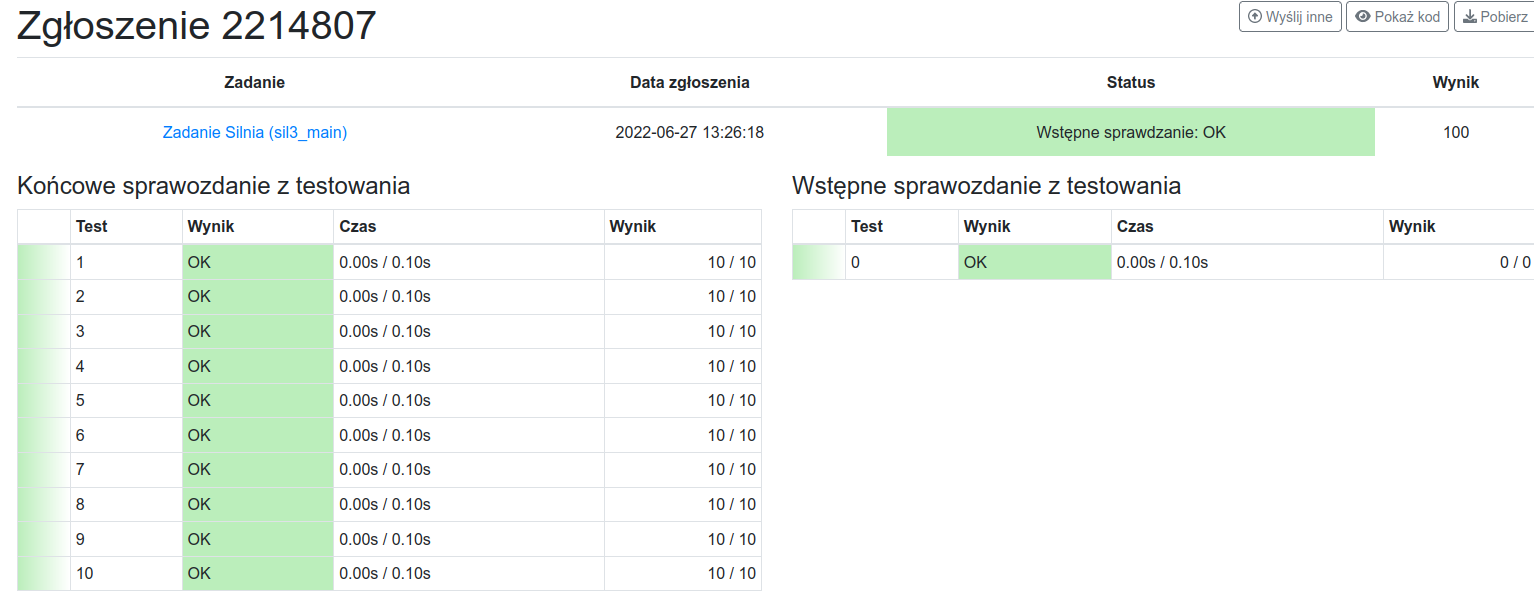 Zgłoszenie 2214807
Wyślij inne Pokaż kod Pobierz
Zadanie Data zgłoszenia Status Wynik
Zadanie Silnia (sil3_main) 2022-06-27 13:26:18 Wstępne sprawdzanie: OK 100
Końcowe sprawozdanie z testowania
Test Wynik Czas Wynik
1 OK 0.00s / 0.10s 10 / 10
2 OK 0.00s / 0.10s 10 / 10
3 OK 0.00s / 0.10s 10 / 10
4 OK 0.00s / 0.10s 10 / 10
5 OK 0.00s / 0.10s 10 / 10
6 OK 0.00s / 0.10s 10 / 10
7 OK 0.00s / 0.10s 10 / 10
8 OK 0.00s / 0.10s 10 / 10
9 OK 0.00s / 0.10s 10 / 10
10 OK 0.00s / 0.10s 10 / 10
Wstępne sprawozdanie z testowania
Test Wynik Czas Wynik
0 OK 0.00s / 0.10s 0 / 0